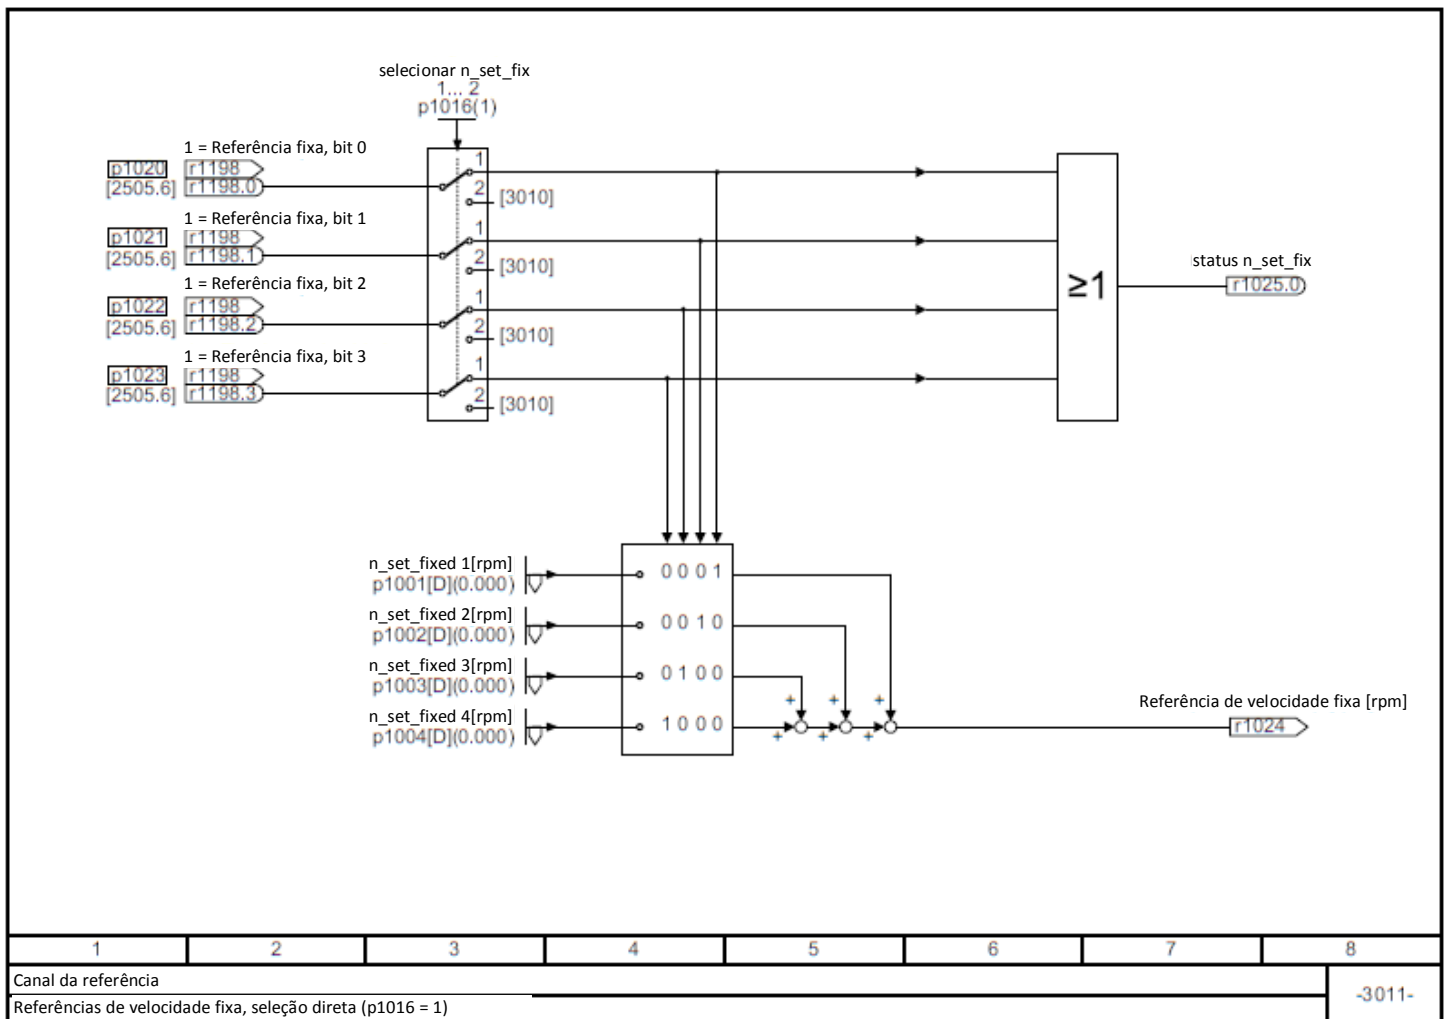 selecionar n_set_fix
1... 2
p1016(1)
1 = Referência fixa, bit 0
p1020 r1198
[2505.6] r1198.0
1
2 [3010]
1 = Referência fixa, bit 1
p1021 r1198
[2505.6] r1198.1
1
2 [3010]
1 = Referência fixa, bit 2
p1022 r1198
[2505.6] r1198.2
1
2 [3010]
1 = Referência fixa, bit 3
p1023 r1198
[2505.6] r1198.3
1
2 [3010]
≥1
status n_set_fix
r1025.0
n_set_fixed 1[rpm]
p1001[D](0.000)
0 0 0 1
n_set_fixed 2[rpm]
p1002[D](0.000)
0 0 1 0
n_set_fixed 3[rpm]
p1003[D](0.000)
0 1 0 0
n_set_fixed 4[rpm]
p1004[D](0.000)
1 0 0 0
+ + +
+ + +
Referência de velocidade fixa [rpm]
r1024
1 2 3 4 5 6 7 8
Canal da referência
Referências de velocidade fixa, seleção direta (p1016 = 1)
-3011-